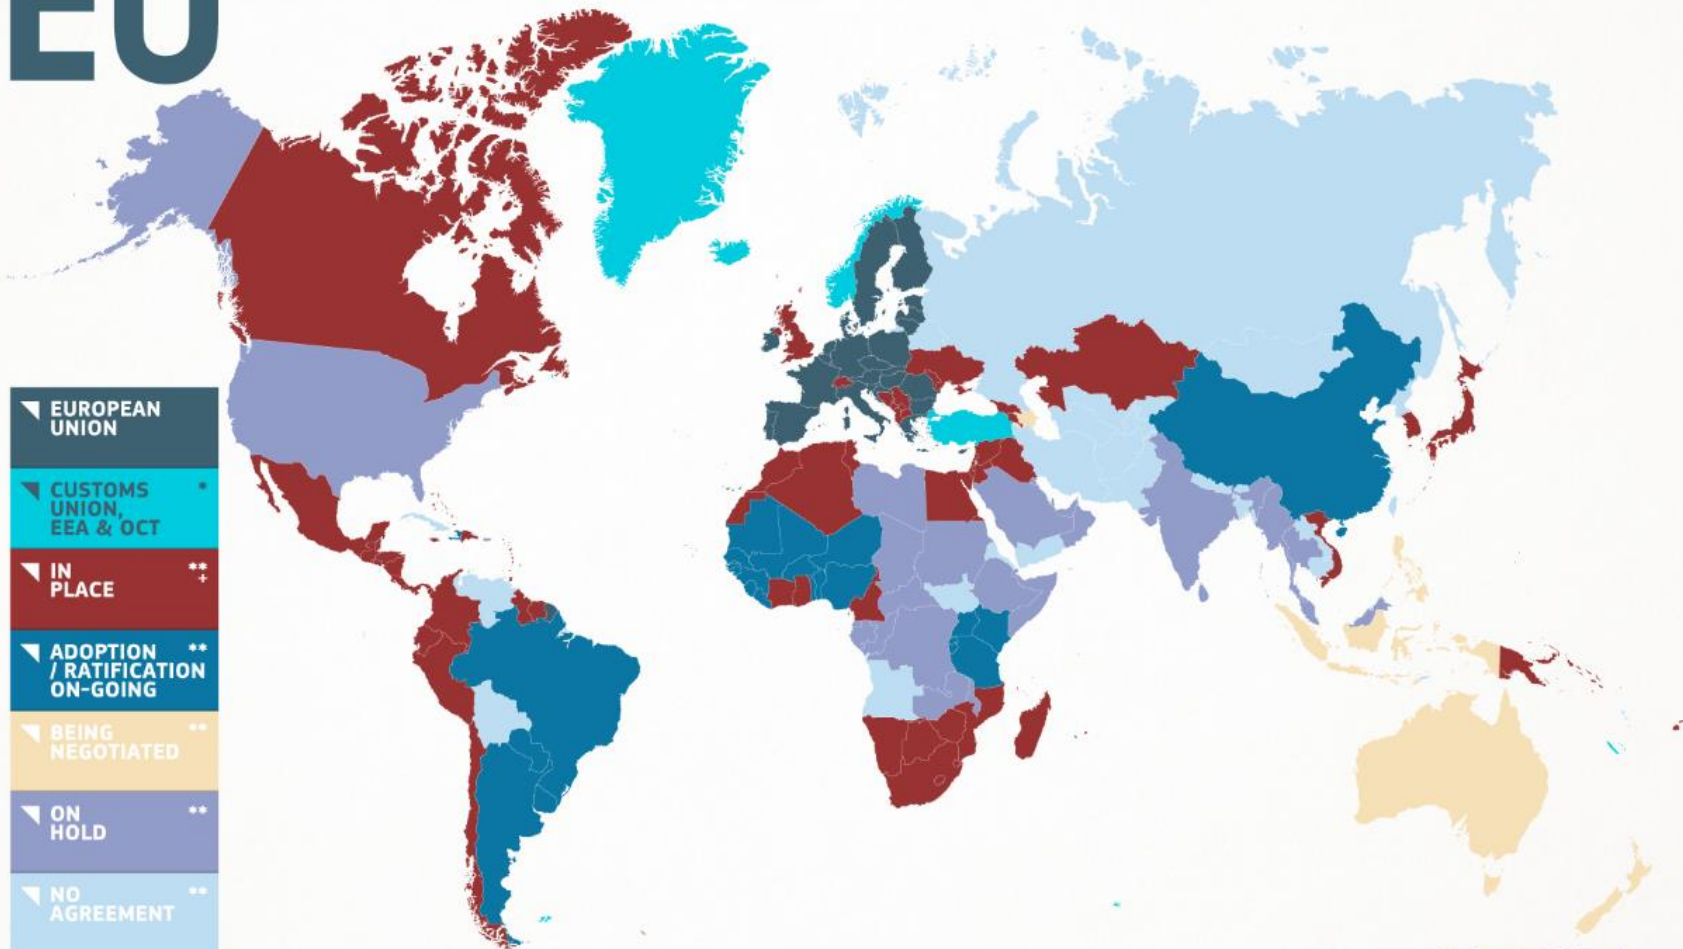 EU
EUROPEAN
UNION
CUSTOMS *
UNION,
EEA & OCT
IN **
PLACE +
ADOPTION **
/ RATIFICATION
ON-GOING
BEING **
NEGOTIATED
ON **
HOLD
NO **
AGREEMENT